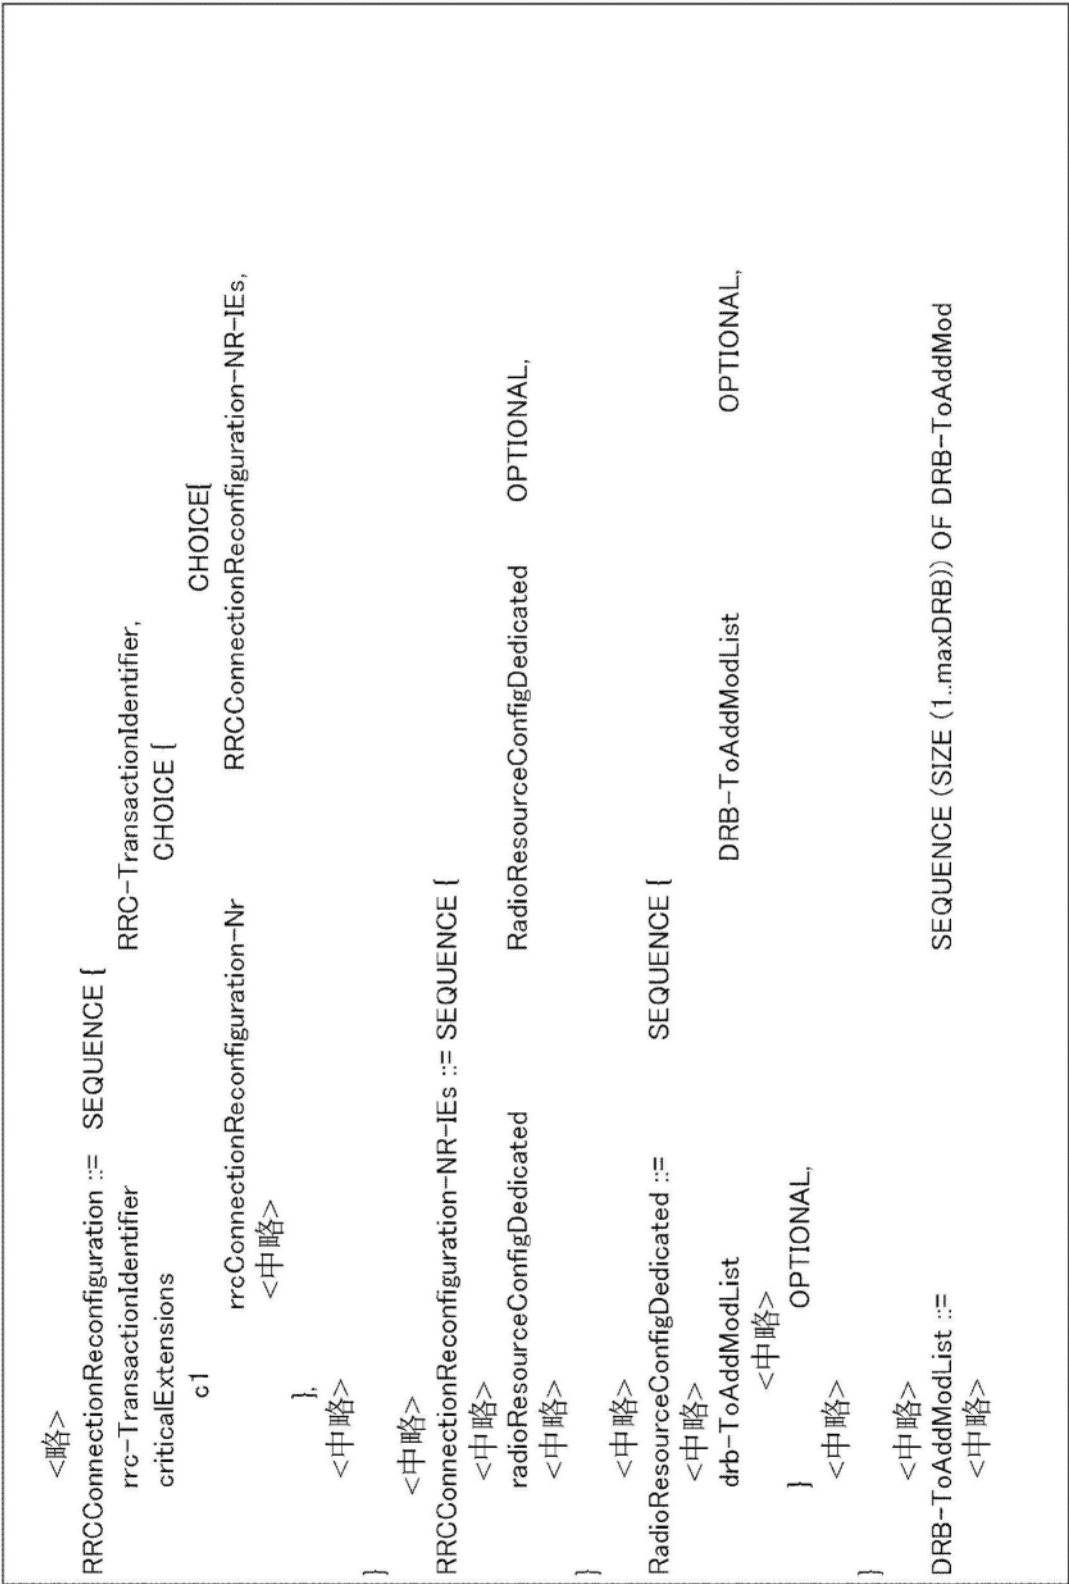 <略>
RRCConnectionReconfiguration ::= SEQUENCE {
rrc-TransactionIdentifier RRC-TransactionIdentifier,
criticalExtensions CHOICE {
c1 CHOICE{
rrcConnectionReconfiguration-Nr RRCConnectionReconfiguration-NR-IEs,
<中略>
},
<中略>
}
<中略>
RRCConnectionReconfiguration-NR-IEs ::= SEQUENCE {
<中略>
radioResourceConfigDedicated RadioResourceConfigDedicated OPTIONAL,
<中略>
}
<中略>
RadioResourceConfigDedicated ::= SEQUENCE {
<中略>
drb-ToAddModList DRB-ToAddModList OPTIONAL,
<中略>
} OPTIONAL,
<中略>
}
<中略>
DRB-ToAddModList ::= SEQUENCE (SIZE (1..maxDRB)) OF DRB-ToAddMod
<中略>